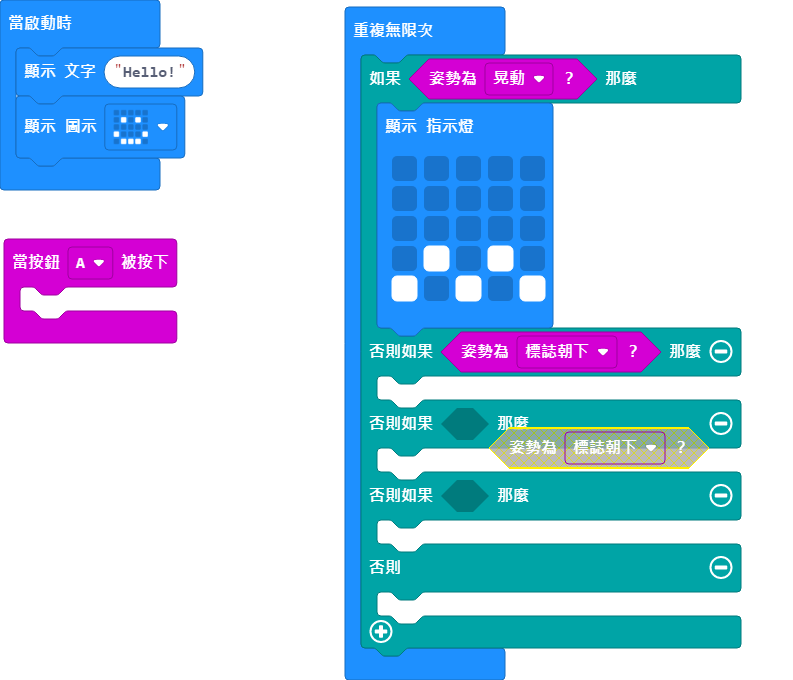 當啟動時
顯示 文字 "Hello!"
顯示 圖示
當按鈕 A 被按下
重複無限次
如果 姿勢為 晃動 ? 那麼
顯示 指示燈
否則如果 姿勢為 標誌朝下 ? 那麼
否則如果 那麼
姿勢為 標誌朝下 ?
否則如果 那麼
否則